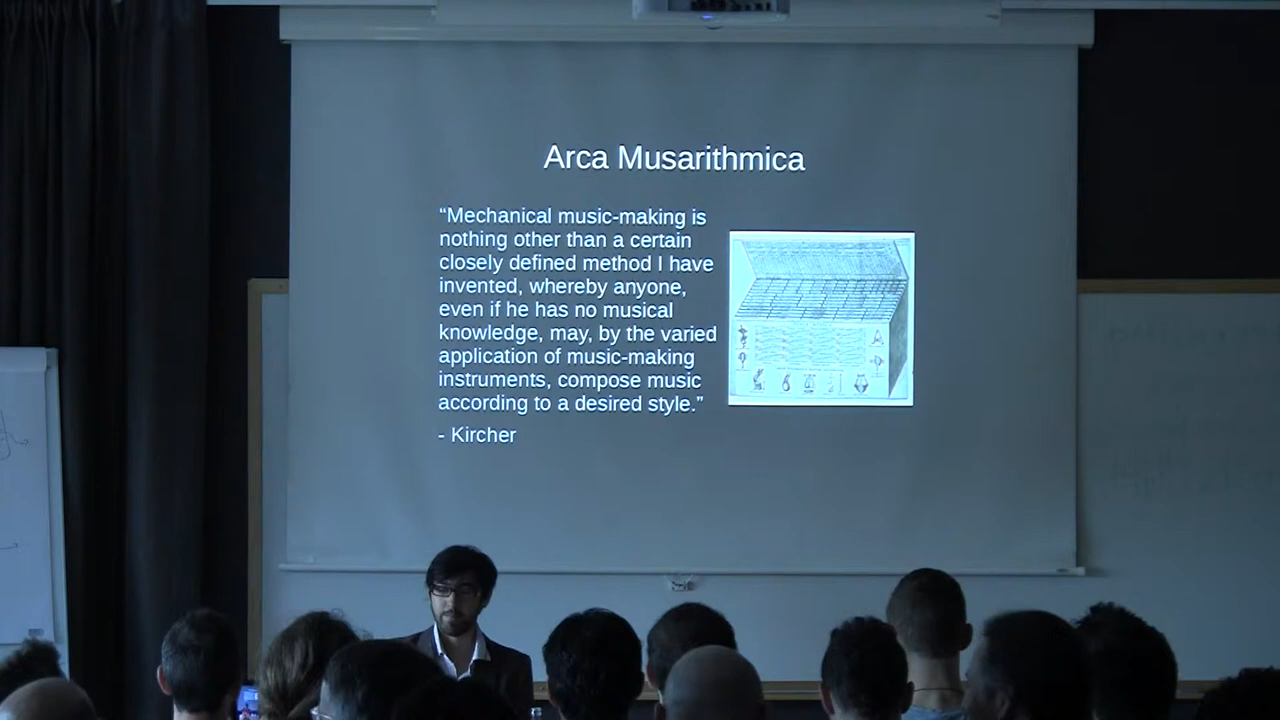 Arca Musarithmica
“Mechanical music-making is
nothing other than a certain
closely defined method I have
invented, whereby anyone,
even if he has no musical
knowledge, may, by the varied
application of music-making
instruments, compose music
according to a desired style.”
- Kircher